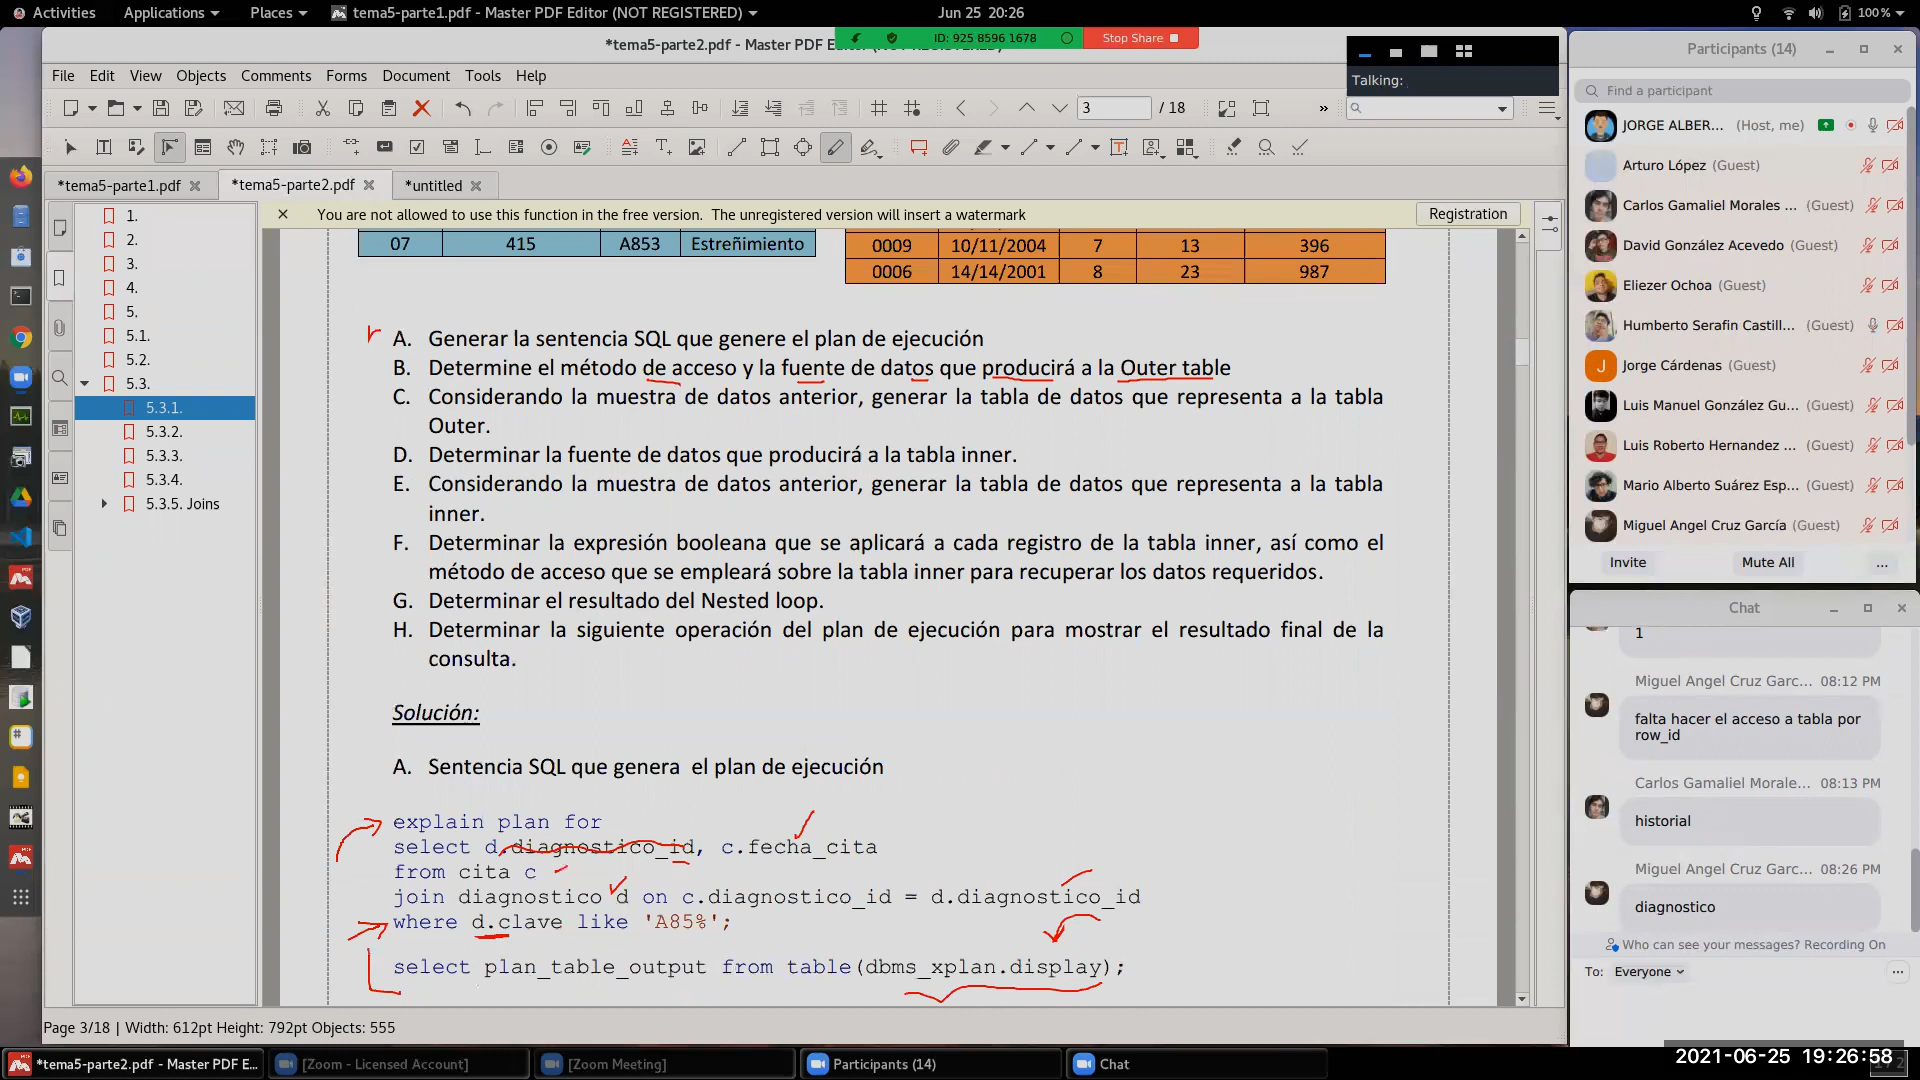 Activities
Applications
Places
tema5-parte1.pdf - Master PDF Editor (NOT REGISTERED)
Jun 25 20:26
100%
*tema5-parte2.pdf - Master PDF Edi
ID: 925 8596 1678
Stop Share
File Edit View Objects Comments Forms Document Tools Help
Talking:
3 / 18
*tema5-parte1.pdf
*tema5-parte2.pdf
*untitled
You are not allowed to use this function in the free version. The unregistered version will insert a watermark
Registration
1.
2.
3.
4.
5.
5.1.
5.2.
5.3.
5.3.1.
5.3.2.
5.3.3.
5.3.4.
5.3.5. Joins
07 415 A853 Estreñimiento
0009 10/11/2004 7 13 396
0006 14/14/2001 8 23 987
A. Generar la sentencia SQL que genere el plan de ejecución
B. Determine el método de acceso y la fuente de datos que producirá a la Outer table
C. Considerando la muestra de datos anterior, generar la tabla de datos que representa a la tabla
Outer.
D. Determinar la fuente de datos que producirá a la tabla inner.
E. Considerando la muestra de datos anterior, generar la tabla de datos que representa a la tabla
inner.
F. Determinar la expresión booleana que se aplicará a cada registro de la tabla inner, así como el
método de acceso que se empleará sobre la tabla inner para recuperar los datos requeridos.
G. Determinar el resultado del Nested loop.
H. Determinar la siguiente operación del plan de ejecución para mostrar el resultado final de la
consulta.
Solución:
A. Sentencia SQL que genera el plan de ejecución
explain plan for
select d.diagnostico_id, c.fecha_cita
from cita c
join diagnostico d on c.diagnostico_id = d.diagnostico_id
where d.clave like 'A85%';
select plan_table_output from table(dbms_xplan.display);
Page 3/18 | Width: 612pt Height: 792pt Objects: 555
Participants (14)
Find a participant
JORGE ALBER... (Host, me)
Arturo López (Guest)
Carlos Gamaliel Morales ... (Guest)
David González Acevedo (Guest)
Eliezer Ochoa (Guest)
Humberto Serafin Castill... (Guest)
J Jorge Cárdenas (Guest)
Luis Manuel González Gu... (Guest)
Luis Roberto Hernandez ... (Guest)
Mario Alberto Suárez Esp... (Guest)
Miguel Angel Cruz García (Guest)
Invite
Mute All
...
Chat
1
Miguel Angel Cruz Garc... 08:12 PM
falta hacer el acceso a tabla por
row_id
Carlos Gamaliel Morale... 08:13 PM
historial
Miguel Angel Cruz Garc... 08:26 PM
diagnostico
Who can see your messages? Recording On
To: Everyone
*tema5-parte2.pdf - Master PDF E...
[Zoom - Licensed Account]
[Zoom Meeting]
Participants (14)
Chat
2021-06-25 19:26:58